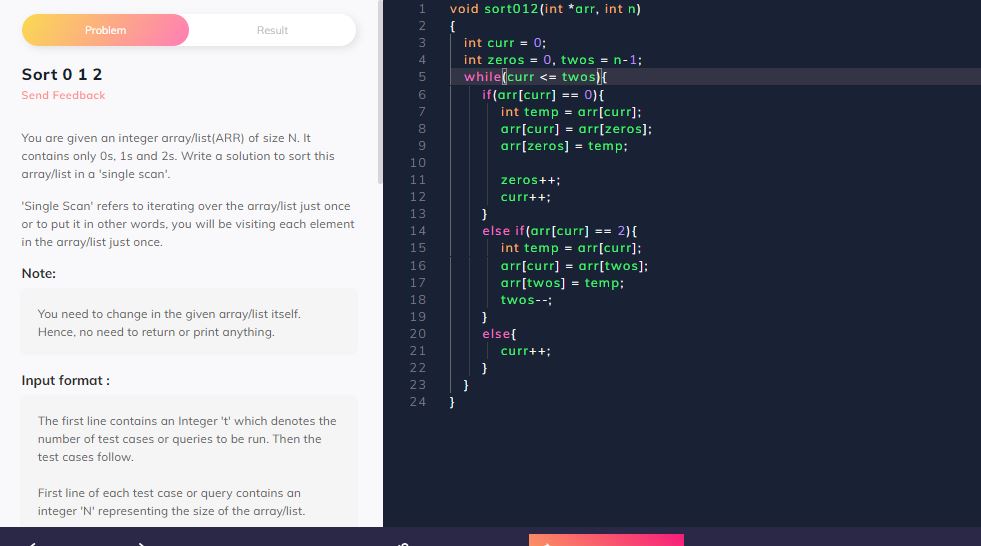 Problem
Result
Sort 0 1 2
Send Feedback
You are given an integer array/list(ARR) of size N. It
contains only 0s, 1s and 2s. Write a solution to sort this
array/list in a 'single scan'.
'Single Scan' refers to iterating over the array/list just once
or to put it in other words, you will be visiting each element
in the array/list just once.
Note:
You need to change in the given array/list itself.
Hence, no need to return or print anything.
Input format :
The first line contains an Integer 't' which denotes the
number of test cases or queries to be run. Then the
test cases follow.
First line of each test case or query contains an
integer 'N' representing the size of the array/list.
1 void sort012(int *arr, int n)
2 {
3 int curr = 0;
4 int zeros = 0, twos = n-1;
5 while(curr <= twos){
6 if(arr[curr] == 0){
7 int temp = arr[curr];
8 arr[curr] = arr[zeros];
9 arr[zeros] = temp;
10
11 zeros++;
12 curr++;
13 }
14 else if(arr[curr] == 2){
15 int temp = arr[curr];
16 arr[curr] = arr[twos];
17 arr[twos] = temp;
18 twos--;
19 }
20 else{
21 curr++;
22 }
23 }
24 }